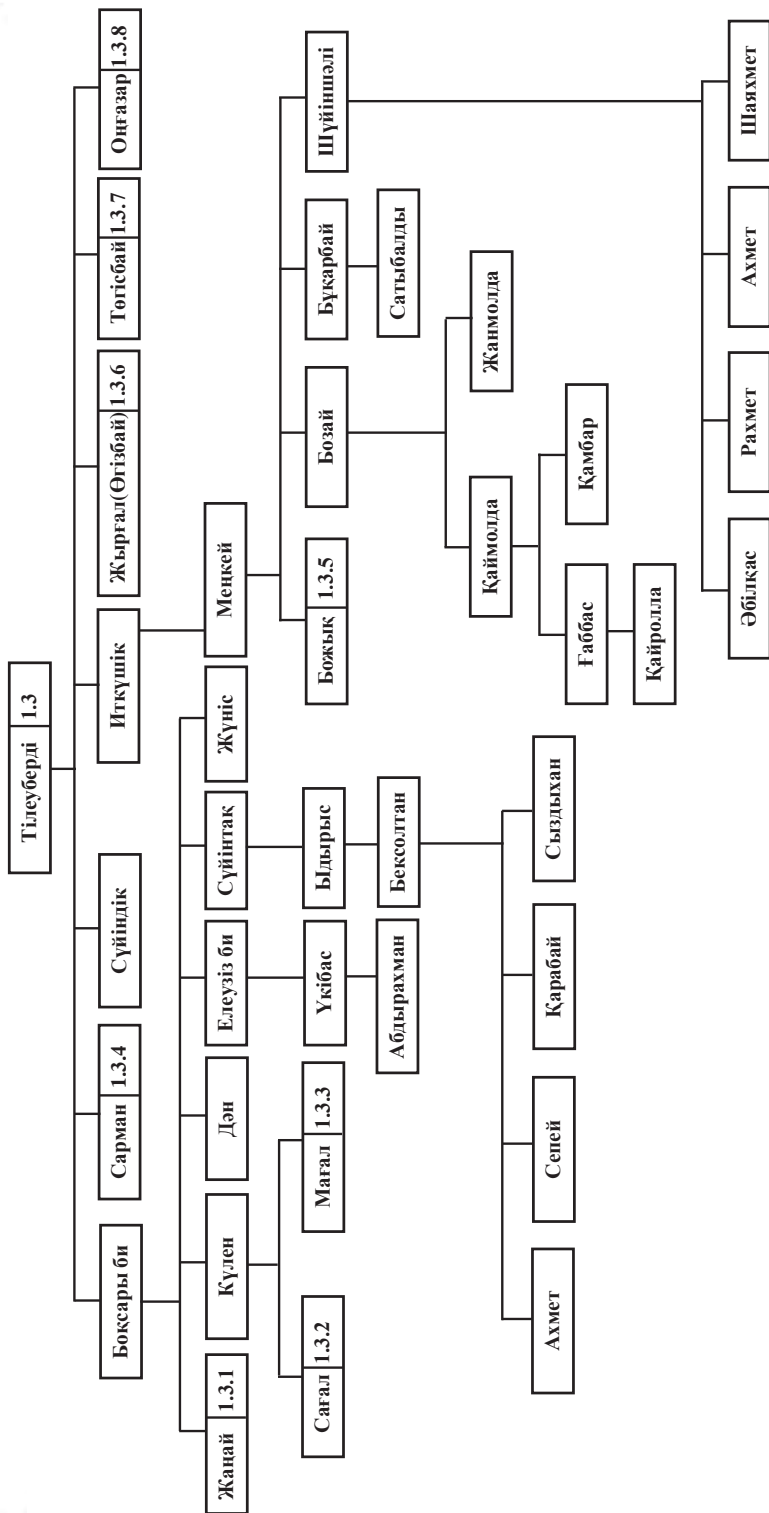 Тілеуберді 1.3
Боқсары би
Сарман 1.3.4
Сүйіндік
Иткүшік
Жырғал(Өгізбай) 1.3.6
Тогісбай 1.3.7
Оңғазар 1.3.8
Жаңай 1.3.1
Күлен
Дән
Елеузіз би
Сүйінтақ
Жүніс
Меңкей
Сағал 1.3.2
Мағал 1.3.3
Үкібас
Ыдырыс
Божық 1.3.5
Бозай
Бұқарбай
Шүйіншәлі
Абдырахман
Бексолтан
Сатыбалды
Қаймолда
Жанмолда
Ахмет
Сепей
Қарабай
Сыздыхан
Ғаббас
Қамбар
Қайролла
Әбілқас
Рахмет
Ахмет
Шаяхмет